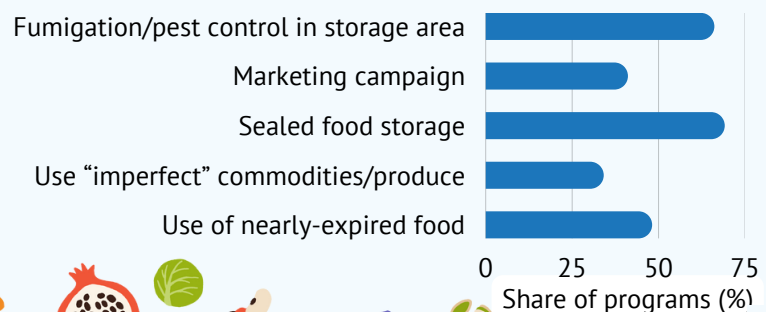 Fumigation/pest control in storage area
Marketing campaign
Sealed food storage
Use “imperfect” commodities/produce
Use of nearly-expired food
0 25 50 75
Share of programs (%)